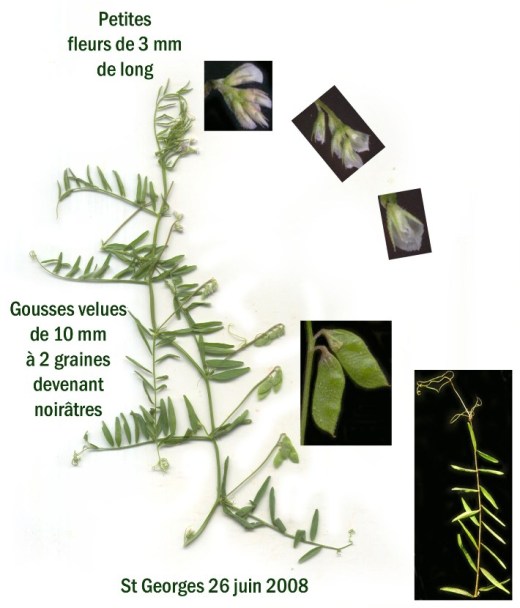 Petites
fleurs de 3 mm
de long
Gousses velues
de 10 mm
à 2 graines
devenant
noirâtres
St Georges 26 juin 2008